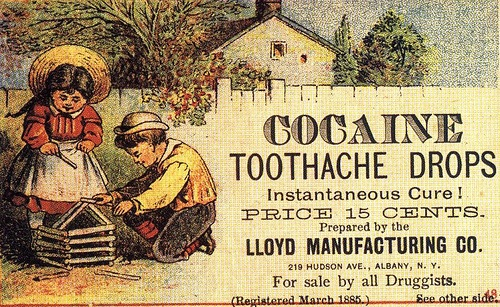 COCAINE
TOOTHACHE DROPS
Instantaneous Cure!
PRICE 15 CENTS.
Prepared by the
LLOYD MANUFACTURING CO.
219 HUDSON AVE., ALBANY, N. Y.
For sale by all Druggists.
(Registered March 1885.) See other side.